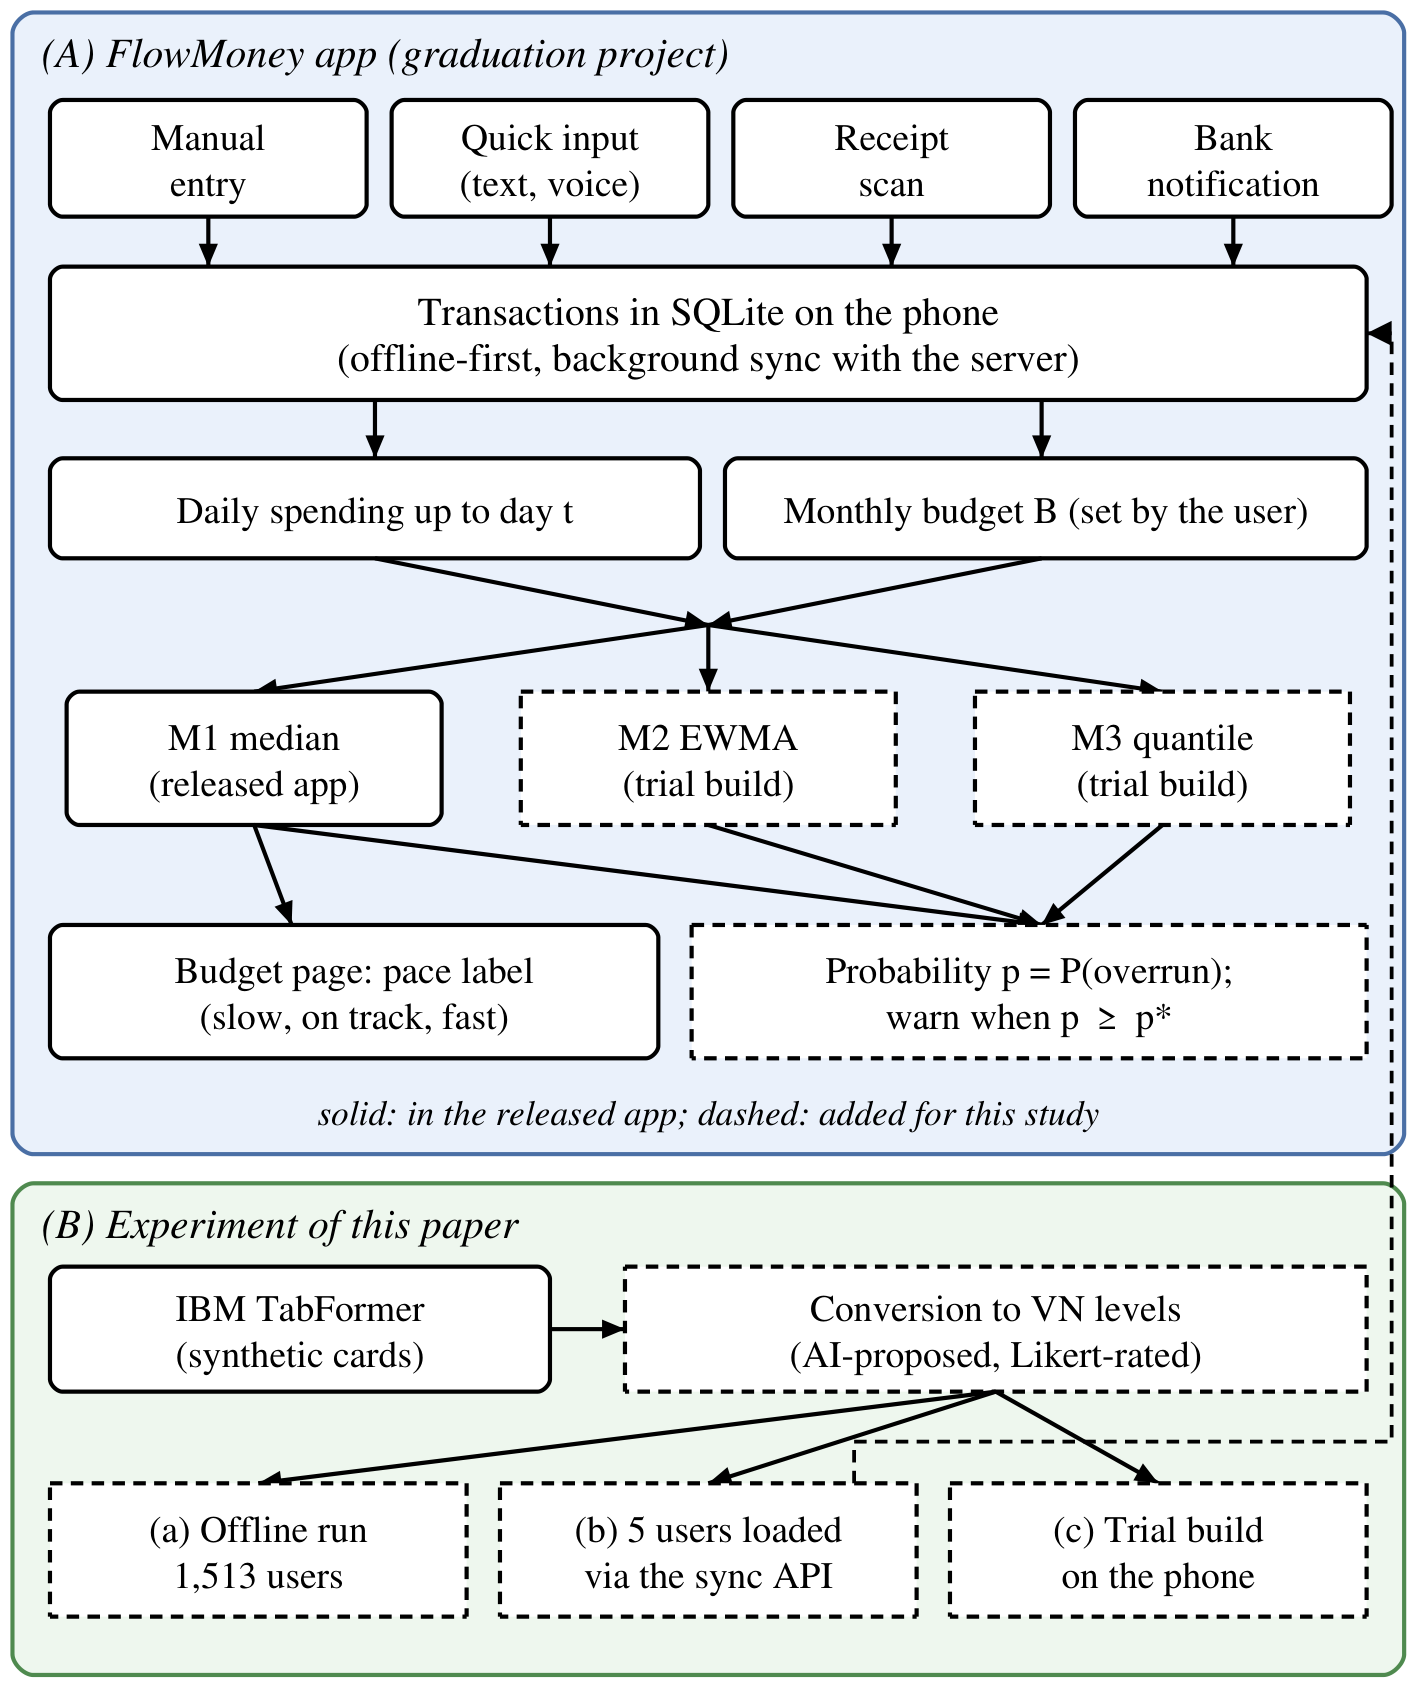 (A) FlowMoney app (graduation project)
Manual
entry
Quick input
(text, voice)
Receipt
scan
Bank
notification
Transactions in SQLite on the phone
(offline-first, background sync with the server)
Daily spending up to day t
Monthly budget B (set by the user)
M1 median
(released app)
M2 EWMA
(trial build)
M3 quantile
(trial build)
Budget page: pace label
(slow, on track, fast)
Probability p = P(overrun);
warn when p ≥ p*
solid: in the released app; dashed: added for this study
(B) Experiment of this paper
IBM TabFormer
(synthetic cards)
Conversion to VN levels
(AI-proposed, Likert-rated)
(a) Offline run
1,513 users
(b) 5 users loaded
via the sync API
(c) Trial build
on the phone